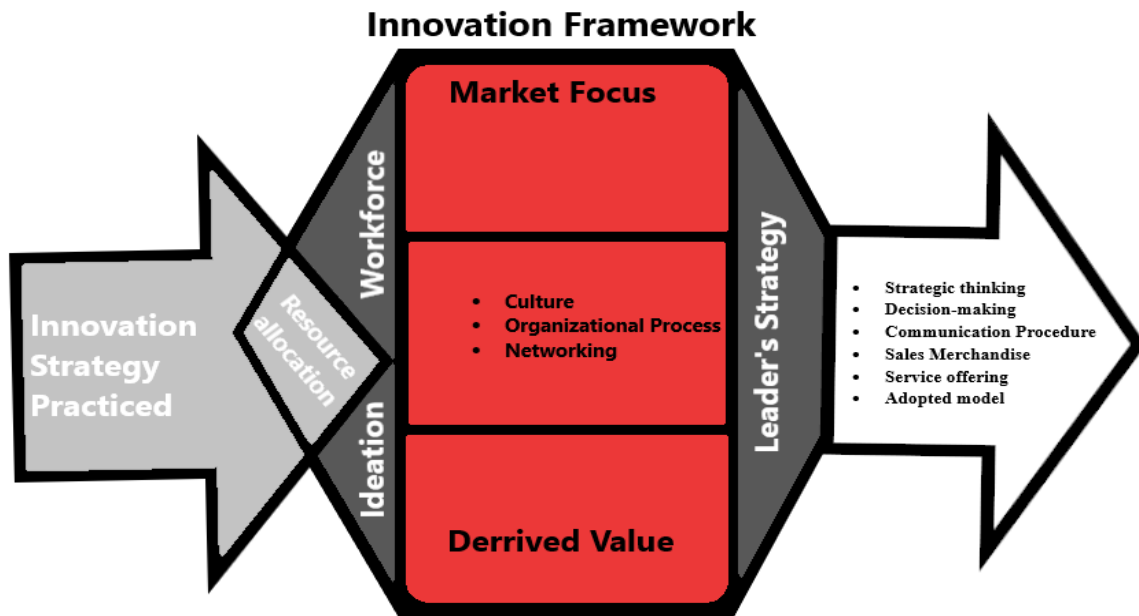 Innovation Framework
Market Focus
Workforce
Innovation
Strategy
Practiced
Resource
allocation
• Culture
• Organizational Process
• Networking
Ideation
Derrived Value
Leader's Strategy
• Strategic thinking
• Decision-making
• Communication Procedure
• Sales Merchandise
• Service offering
• Adopted model